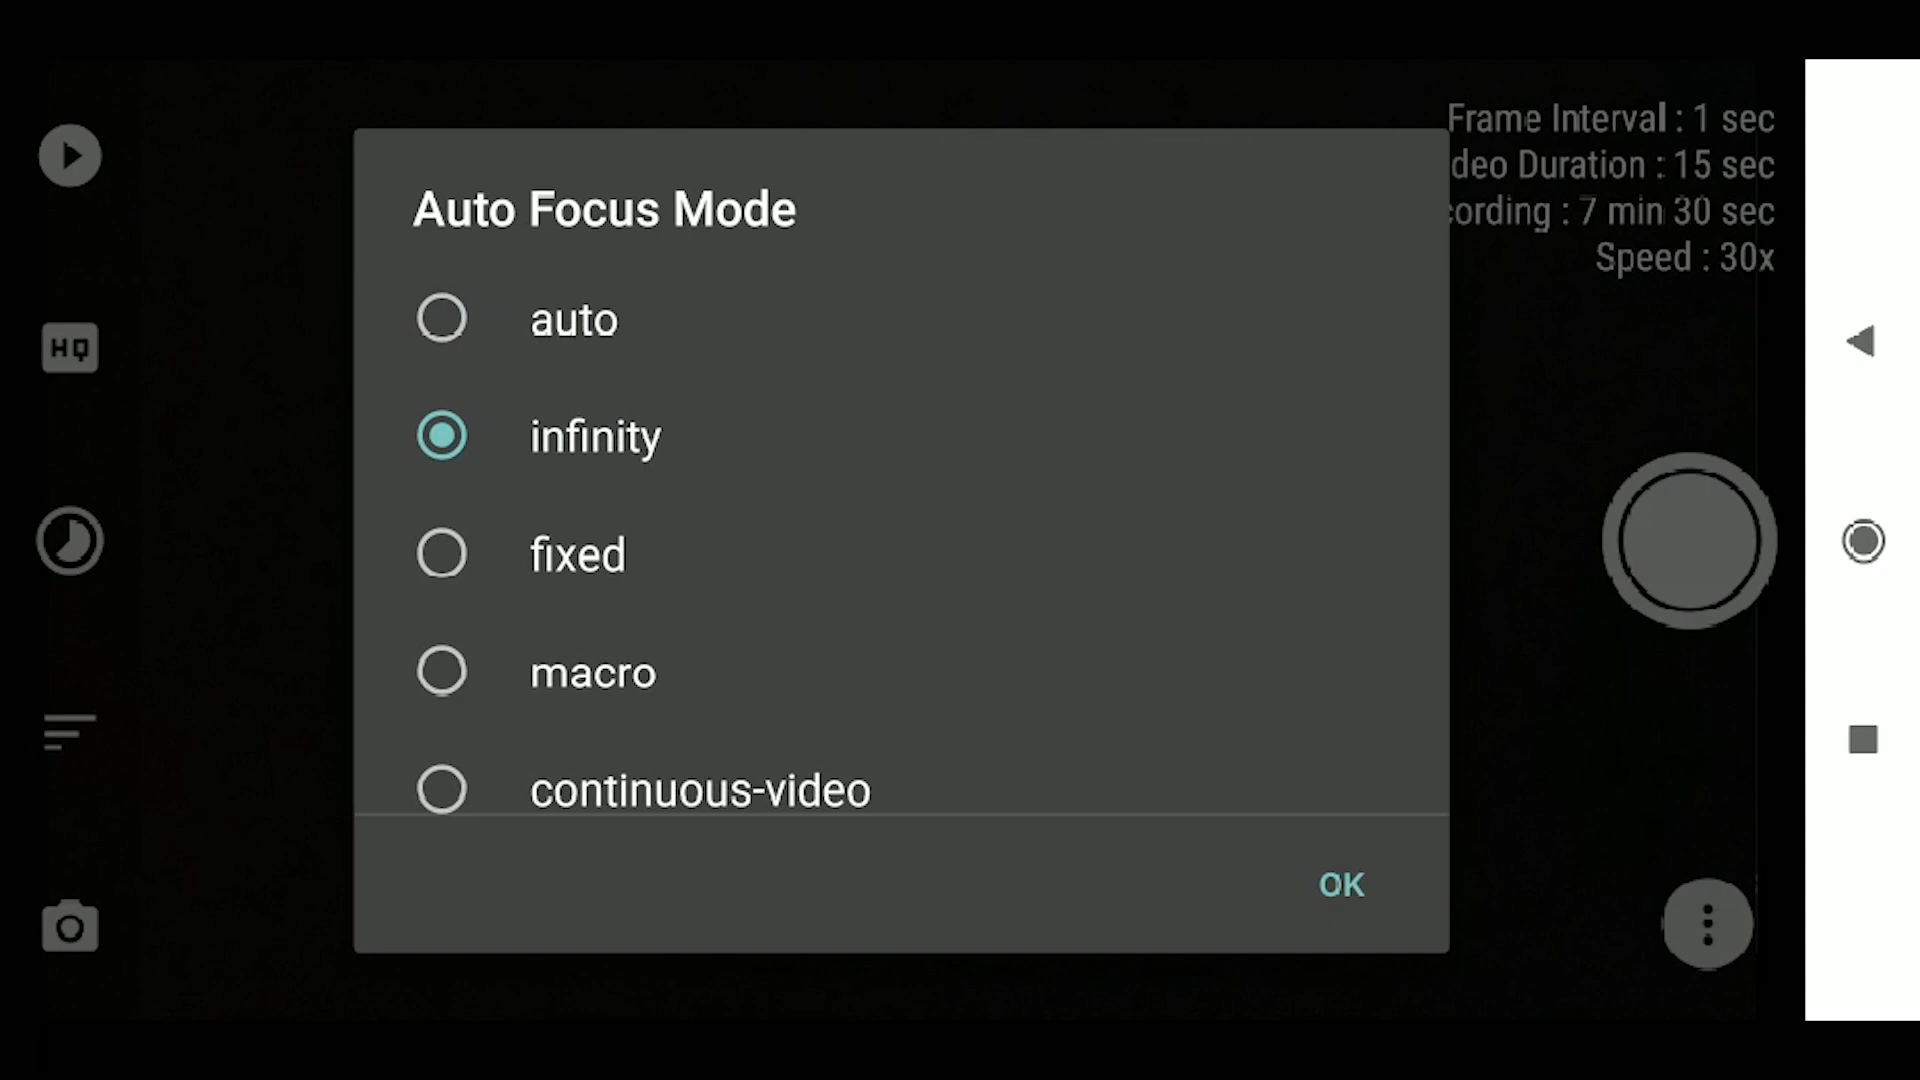 Frame Interval : 1 sec
deo Duration : 15 sec
cording : 7 min 30 sec
Speed : 30x
HQ
Auto Focus Mode
auto
infinity
fixed
macro
continuous-video
OK